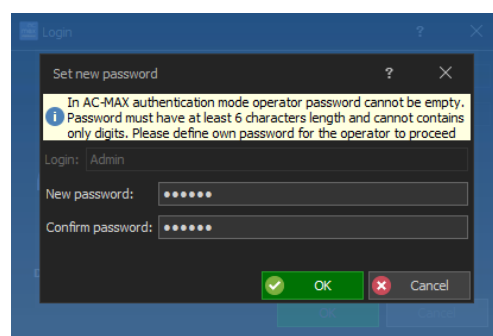 Login ?
Set new password ?
In AC-MAX authentication mode operator password cannot be empty.
Password must have at least 6 characters length and cannot contains
only digits. Please define own password for the operator to proceed
Login: Admin
New password: ●●●●●●
Confirm password: ●●●●●●
OK Cancel
OK Cancel